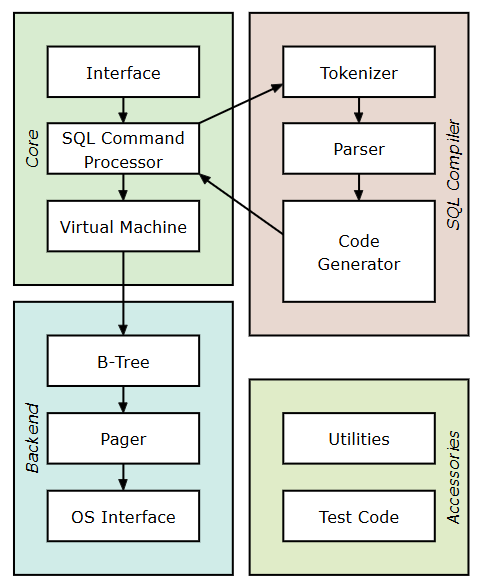 Core
Interface
SQL Command
Processor
Virtual Machine
SQL Compiler
Tokenizer
Parser
Code
Generator
Backend
B-Tree
Pager
OS Interface
Accessories
Utilities
Test Code